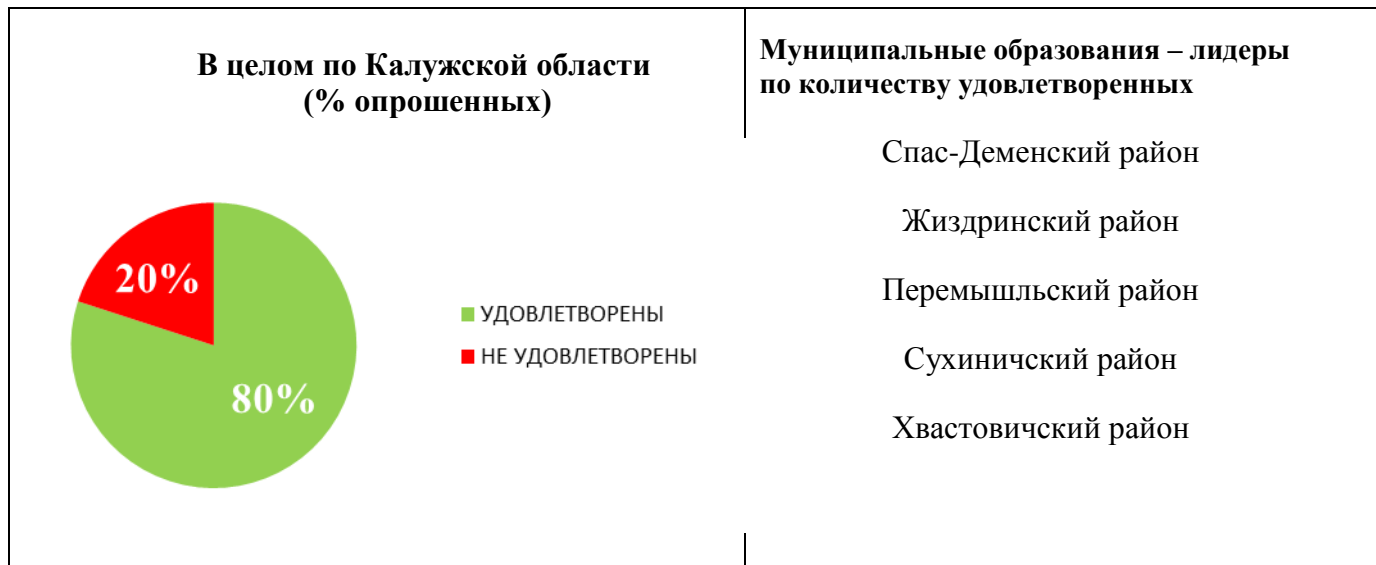 В целом по Калужской области
(% опрошенных)
20%
80%
УДОВЛЕТВОРЕНЫ
НЕ УДОВЛЕТВОРЕНЫ
Муниципальные образования – лидеры
по количеству удовлетворенных
Спас-Деменский район
Жиздринский район
Перемышльский район
Сухиничский район
Хвастовичский район